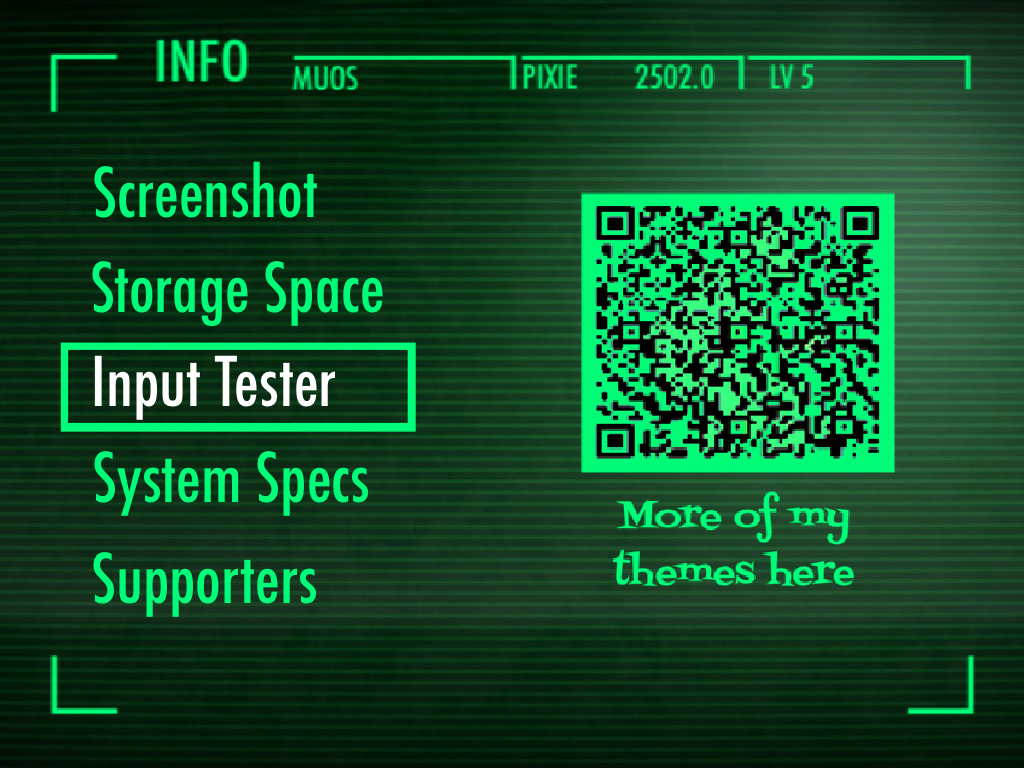 INFO
MUOS PIXIE 2502.0 LV 5
Screenshot
Storage Space
Input Tester
System Specs
Supporters
More of my
themes here